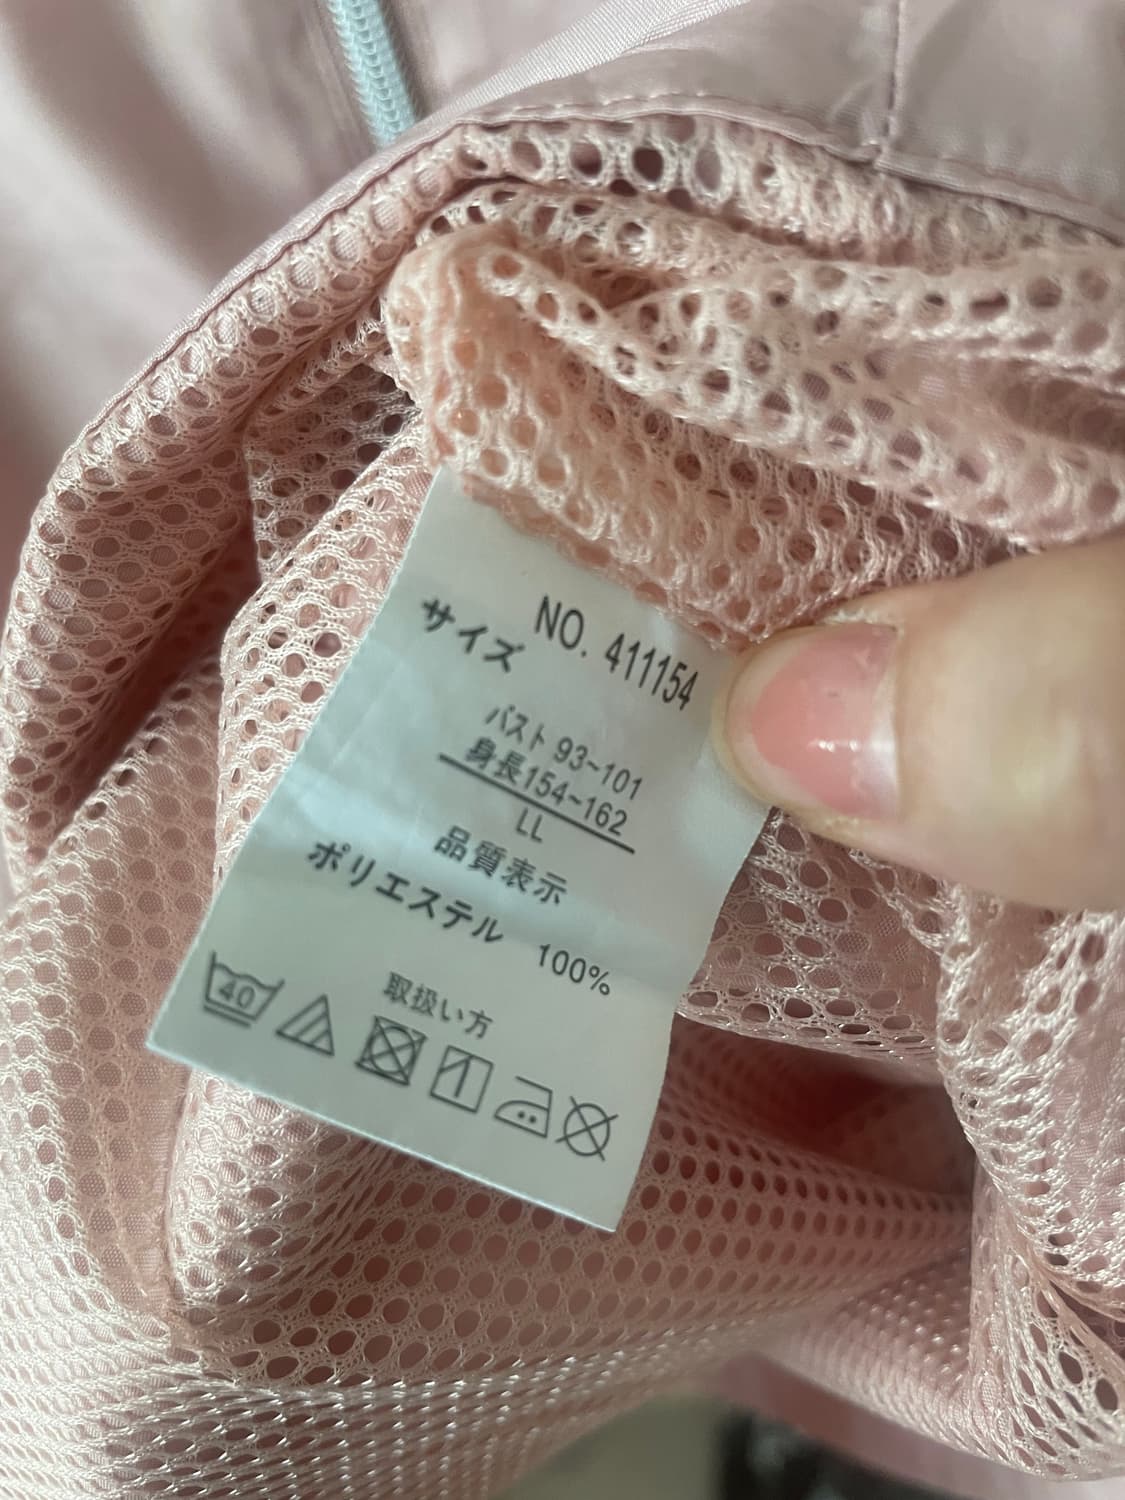 NO. 411154
サイズ
バスト 93~101
身長154~162
LL
品質表示
ポリエステル 100%
取扱い方
40